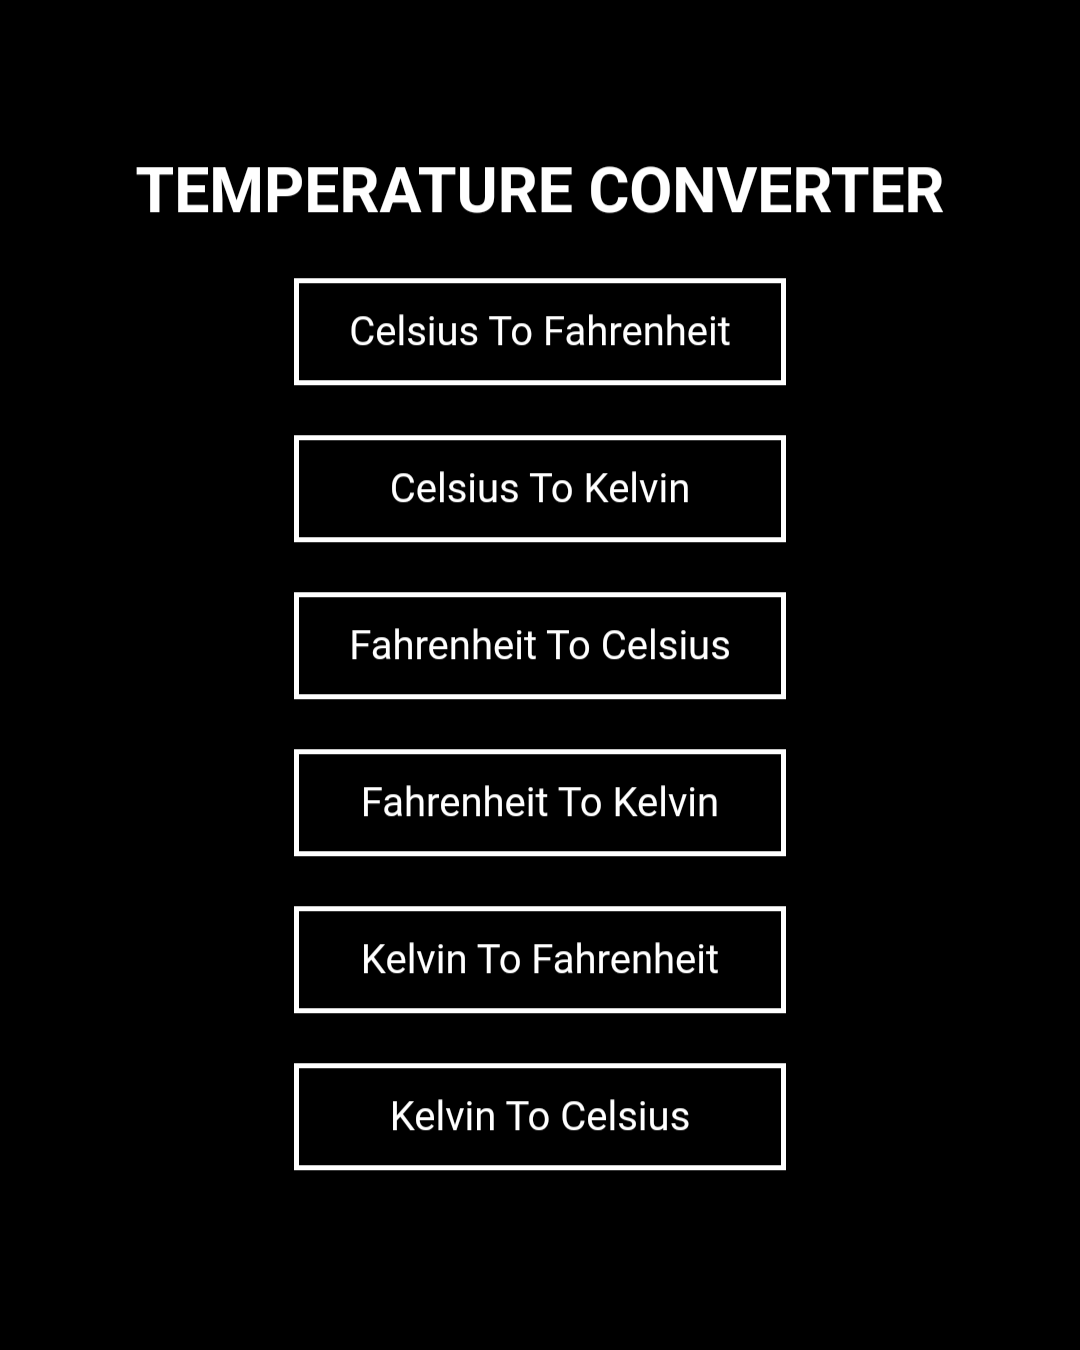 TEMPERATURE CONVERTER
Celsius To Fahrenheit
Celsius To Kelvin
Fahrenheit To Celsius
Fahrenheit To Kelvin
Kelvin To Fahrenheit
Kelvin To Celsius